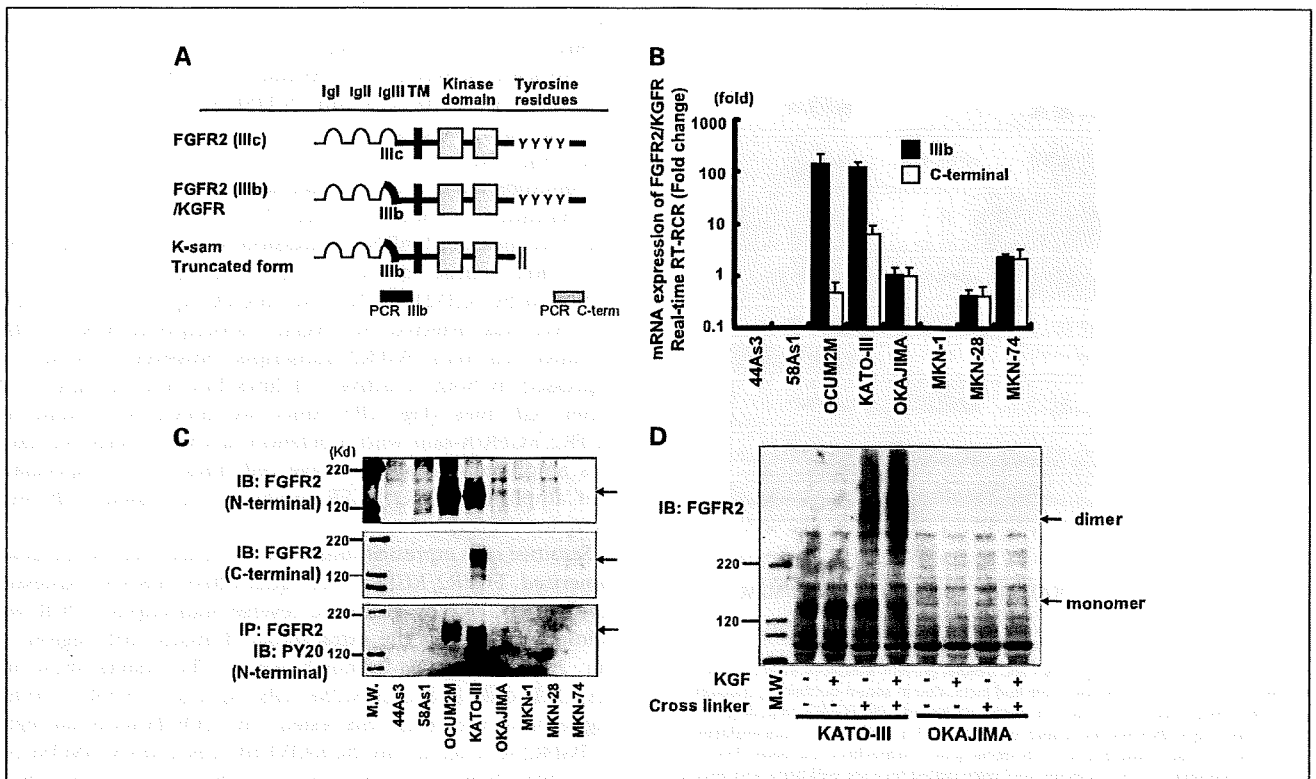 A
IgI IgII IgIII TM Kinase domain Tyrosine residues
FGFR2 (IIIc)
IIIc
Y Y Y Y
FGFR2 (IIIb) /KGFR
IIIb
Y Y Y Y
K-sam Truncated form
IIIb
PCR IIIb
PCR C-term
B
(fold)
mRNA expression of FGFR2/KGFR
Real-time RT-RCR (Fold change)
1000
100
10
1
0.1
IIIb
C-terminal
44As3
58As1
OCUM2M
KATO-III
OKAJIMA
MKN-1
MKN-28
MKN-74
C
(Kd)
220
IB: FGFR2
(N-terminal)
120
220
IB: FGFR2
(C-terminal)
120
220
IP: FGFR2
IB: PY20
120
(N-terminal)
M.W.
44As3
58As1
OCUM2M
KATO-III
OKAJIMA
MKN-1
MKN-28
MKN-74
D
IB: FGFR2
dimer
220
monomer
120
M.W.
KGF - + - + - + - +
Cross linker - - + + - - + +
KATO-III OKAJIMA